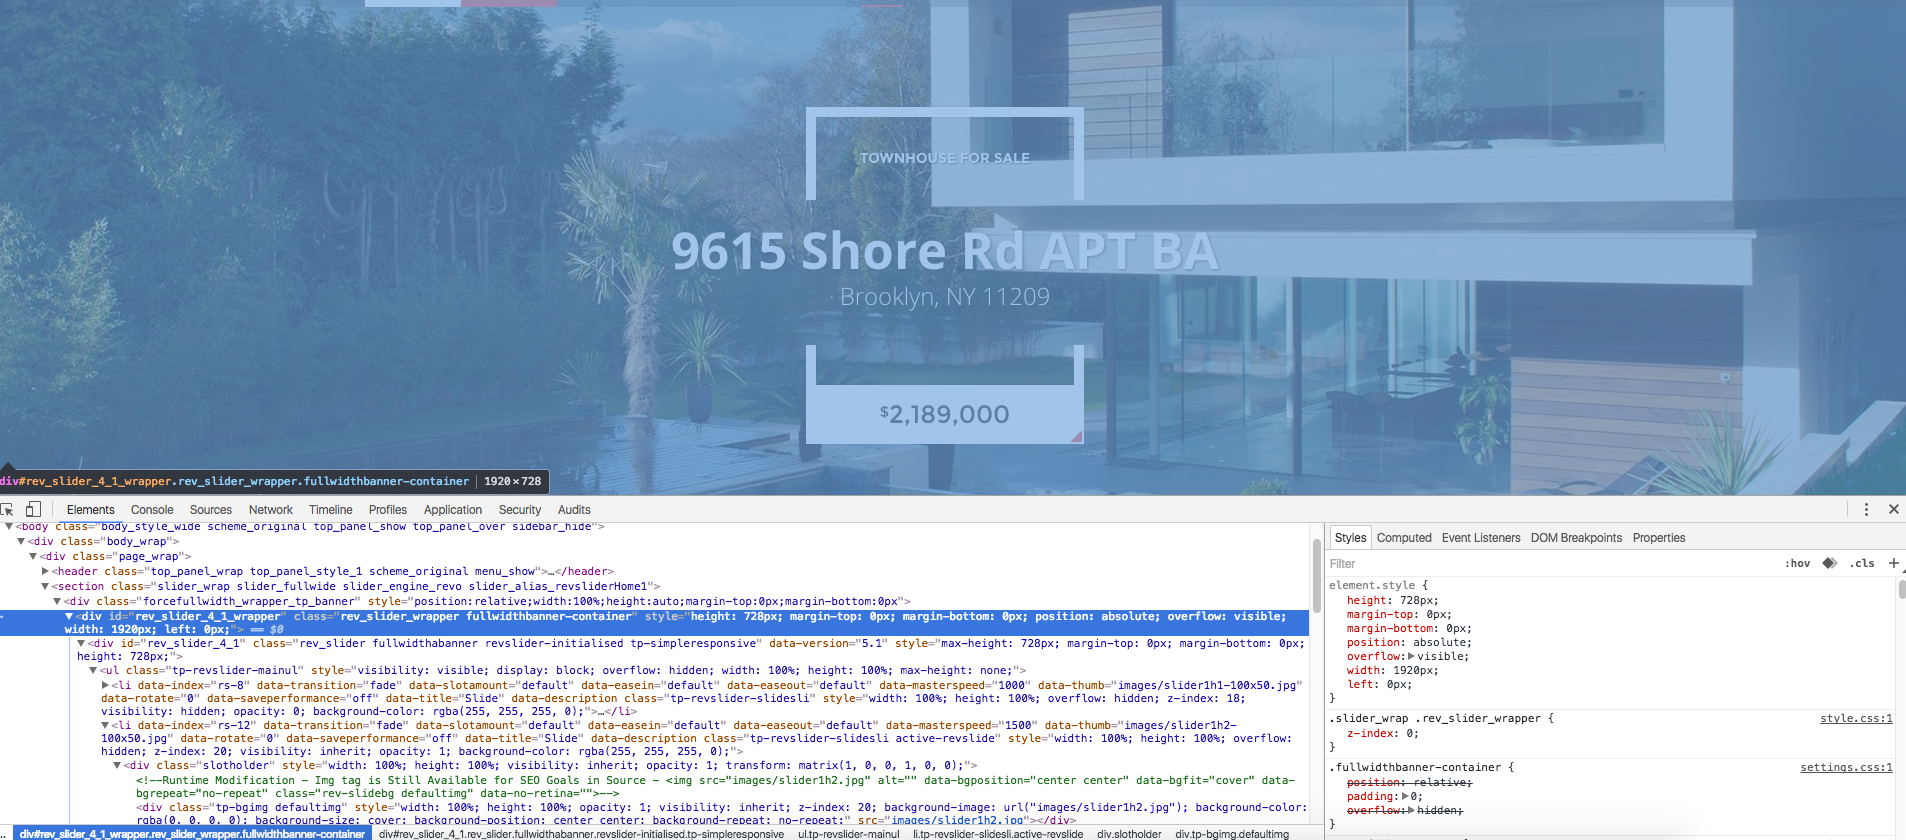 TOWNHOUSE FOR SALE
9615 Shore Rd APT BA
Brooklyn, NY 11209
$2,189,000
div#rev_slider_4_1_wrapper.rev_slider_wrapper.fullwidthbanner-container | 1920 × 728
Elements Console Sources Network Timeline Profiles Application Security Audits
▼<body class="body_style_wide scheme_original top_panel_show top_panel_over sidebar_hide">
▼<div class="body_wrap">
▼<div class="page_wrap">
▶<header class="top_panel_wrap top_panel_style_1 scheme_original menu_show">…</header>
▼<section class="slider_wrap slider_fullwide slider_engine_revo slider_alias_revsliderHome1">
▼<div class="forcefullwidth_wrapper_tp_banner" style="position:relative;width:100%;height:auto;margin-top:0px;margin-bottom:0px">
▼<div id="rev_slider_4_1_wrapper" class="rev_slider_wrapper fullwidthbanner-container" style="height: 728px; margin-top: 0px; margin-bottom: 0px; position: absolute; overflow: visible;
width: 1920px; left: 0px;"> == $0
▼<div id="rev_slider_4_1" class="rev_slider fullwidthabanner revslider-initialised tp-simpleresponsive" data-version="5.1" style="max-height: 728px; margin-top: 0px; margin-bottom: 0px;
height: 728px;">
▼<ul class="tp-revslider-mainul" style="visibility: visible; display: block; overflow: hidden; width: 100%; height: 100%; max-height: none;">
▶<li data-index="rs-8" data-transition="fade" data-slotamount="default" data-easein="default" data-easeout="default" data-masterspeed="1000" data-thumb="images/slider1h1-100x50.jpg"
data-rotate="0" data-saveperformance="off" data-title="Slide" data-description class="tp-revslider-slidesli" style="width: 100%; height: 100%; overflow: hidden; z-index: 18;
visibility: hidden; opacity: 0; background-color: rgba(255, 255, 255, 0);">…</li>
▼<li data-index="rs-12" data-transition="fade" data-slotamount="default" data-easein="default" data-easeout="default" data-masterspeed="1500" data-thumb="images/slider1h2-
100x50.jpg" data-rotate="0" data-saveperformance="off" data-title="Slide" data-description class="tp-revslider-slidesli active-revslide" style="width: 100%; height: 100%; overflow:
hidden; z-index: 20; visibility: inherit; opacity: 1; background-color: rgba(255, 255, 255, 0);">
▼<div class="slotholder" style="width: 100%; height: 100%; visibility: inherit; opacity: 1; transform: matrix(1, 0, 0, 1, 0, 0);">
<!--Runtime Modification - Img tag is Still Available for SEO Goals in Source - <img src="images/slider1h2.jpg" alt="" data-bgposition="center center" data-bgfit="cover" data-
bgrepeat="no-repeat" class="rev-slidebg defaultimg" data-no-retina="">-->
<div class="tp-bgimg defaultimg" style="width: 100%; height: 100%; opacity: 1; visibility: inherit; z-index: 20; background-image: url("images/slider1h2.jpg"); background-color:
rgba(0, 0, 0, 0); background-size: cover; background-position: center center; background-repeat: no-repeat;" src="images/slider1h2.jpg"></div>
... div#rev_slider_4_1_wrapper.rev_slider_wrapper.fullwidthbanner-container div#rev_slider_4_1.rev_slider.fullwidthabanner.revslider-initialised.tp-simpleresponsive ul.tp-revslider-mainul li.tp-revslider-slidesli.active-revslide div.slotholder div.tp-bgimg.defaultimg
Styles Computed Event Listeners DOM Breakpoints Properties
Filter :hov .cls +
element.style {
height: 728px;
margin-top: 0px;
margin-bottom: 0px;
position: absolute;
overflow: ▶visible;
width: 1920px;
left: 0px;
}
.slider_wrap .rev_slider_wrapper { style.css:1
z-index: 0;
}
.fullwidthbanner-container { settings.css:1
position: relative;
padding: ▶0;
overflow: ▶hidden;
}